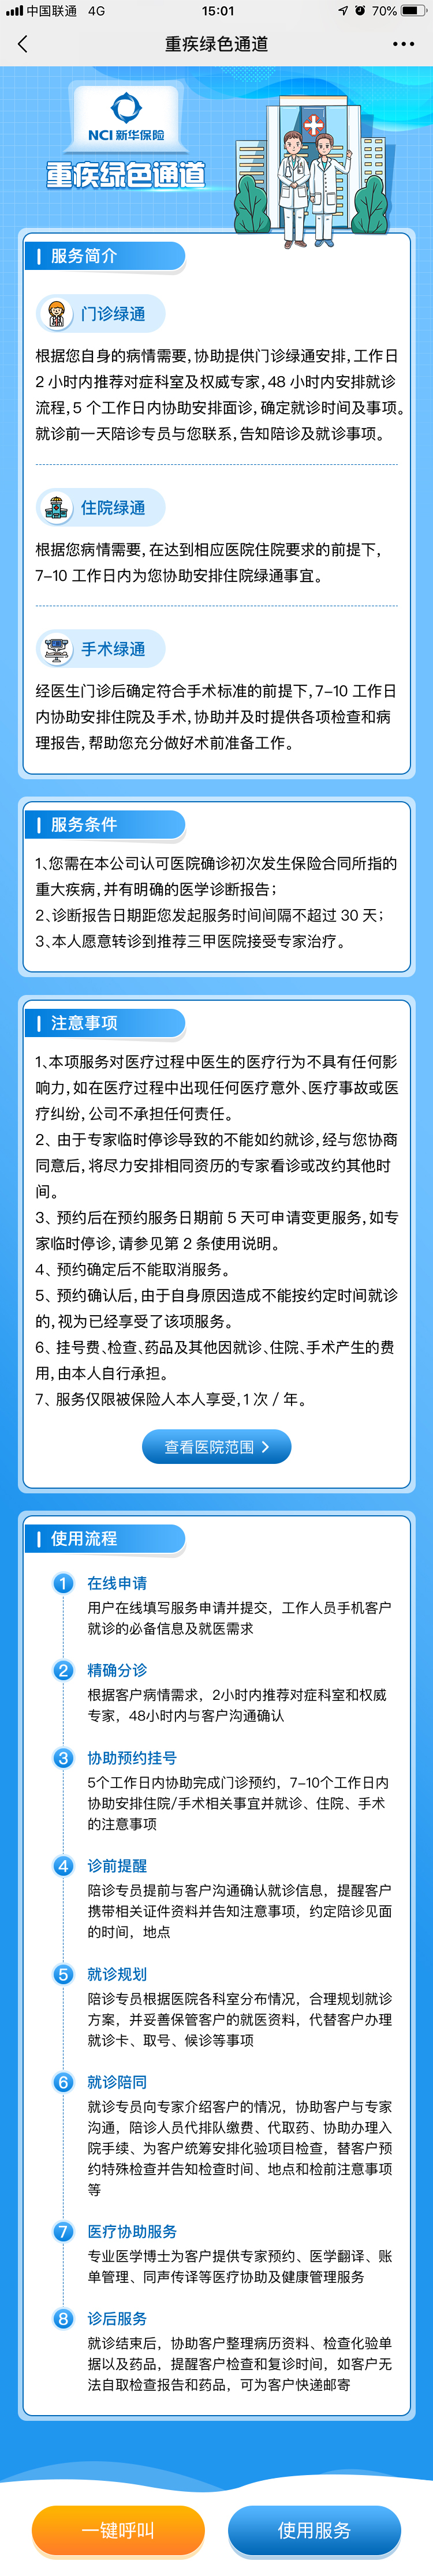 中国联通 4G 15:01 70%
重疾绿色通道
NCI 新华保险
重疾绿色通道
服务简介
门诊绿通
根据您自身的病情需要,协助提供门诊绿通安排,工作日
2 小时内推荐对症科室及权威专家,48 小时内安排就诊
流程,5 个工作日内协助安排面诊,确定就诊时间及事项。
就诊前一天陪诊专员与您联系,告知陪诊及就诊事项。
住院绿通
根据您病情需要,在达到相应医院住院要求的前提下,
7-10 工作日内为您协助安排住院绿通事宜。
手术绿通
经医生门诊后确定符合手术标准的前提下,7-10 工作日
内协助安排住院及手术,协助并及时提供各项检查和病
理报告,帮助您充分做好术前准备工作。
服务条件
1、您需在本公司认可医院确诊初次发生保险合同所指的
重大疾病,并有明确的医学诊断报告;
2、诊断报告日期距您发起服务时间间隔不超过 30 天;
3、本人愿意转诊到推荐三甲医院接受专家治疗。
注意事项
1、本项服务对医疗过程中医生的医疗行为不具有任何影
响力,如在医疗过程中出现任何医疗意外、医疗事故或医
疗纠纷,公司不承担任何责任。
2、由于专家临时停诊导致的不能如约就诊,经与您协商
同意后,将尽力安排相同资历的专家看诊或改约其他时
间。
3、预约后在预约服务日期前 5 天可申请变更服务,如专
家临时停诊,请参见第 2 条使用说明。
4、预约确定后不能取消服务。
5、预约确认后,由于自身原因造成不能按约定时间就诊
的,视为已经享受了该项服务。
6、挂号费、检查、药品及其他因就诊、住院、手术产生的费
用,由本人自行承担。
7、服务仅限被保险人本人享受,1 次 / 年。
查看医院范围 >
使用流程
1 在线申请
用户在线填写服务申请并提交，工作人员手机客户
就诊的必备信息及就医需求
2 精确分诊
根据客户病情需求，2小时内推荐对症科室和权威
专家，48小时内与客户沟通确认
3 协助预约挂号
5个工作日内协助完成门诊预约，7-10个工作日内
协助安排住院/手术相关事宜并就诊、住院、手术
的注意事项
4 诊前提醒
陪诊专员提前与客户沟通确认就诊信息，提醒客户
携带相关证件资料并告知注意事项，约定陪诊见面
的时间，地点
5 就诊规划
陪诊专员根据医院各科室分布情况，合理规划就诊
方案，并妥善保管客户的就医资料，代替客户办理
就诊卡、取号、候诊等事项
6 就诊陪同
就诊专员向专家介绍客户的情况，协助客户与专家
沟通，陪诊人员代排队缴费、代取药、协助办理入
院手续、为客户统筹安排化验项目检查，替客户预
约特殊检查并告知检查时间、地点和检前注意事项
等
7 医疗协助服务
专业医学博士为客户提供专家预约、医学翻译、账
单管理、同声传译等医疗协助及健康管理服务
8 诊后服务
就诊结束后，协助客户整理病历资料、检查化验单
据以及药品，提醒客户检查和复诊时间，如客户无
法自取检查报告和药品，可为客户快递邮寄
一键呼叫
使用服务